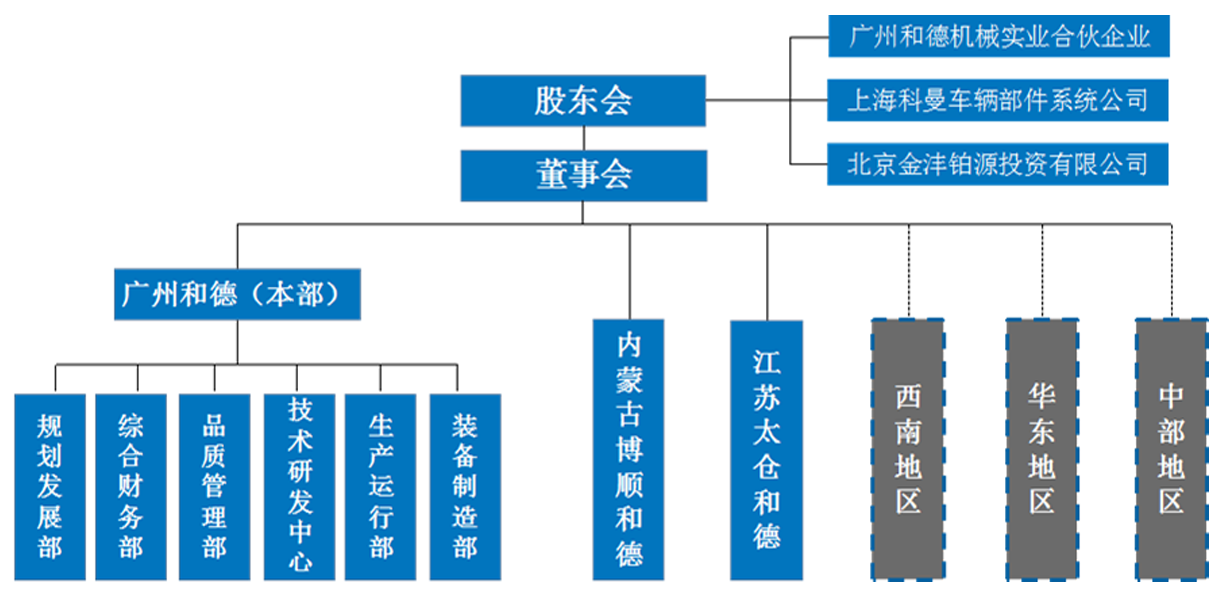 广州和德机械实业合伙企业
股东会
上海科曼车辆部件系统公司
董事会
北京金沣铂源投资有限公司
广州和德（本部）
规划发展部
综合财务部
品质管理部
技术研发中心
生产运行部
装备制造部
内蒙古博顺和德
江苏太仓和德
西南地区
华东地区
中部地区